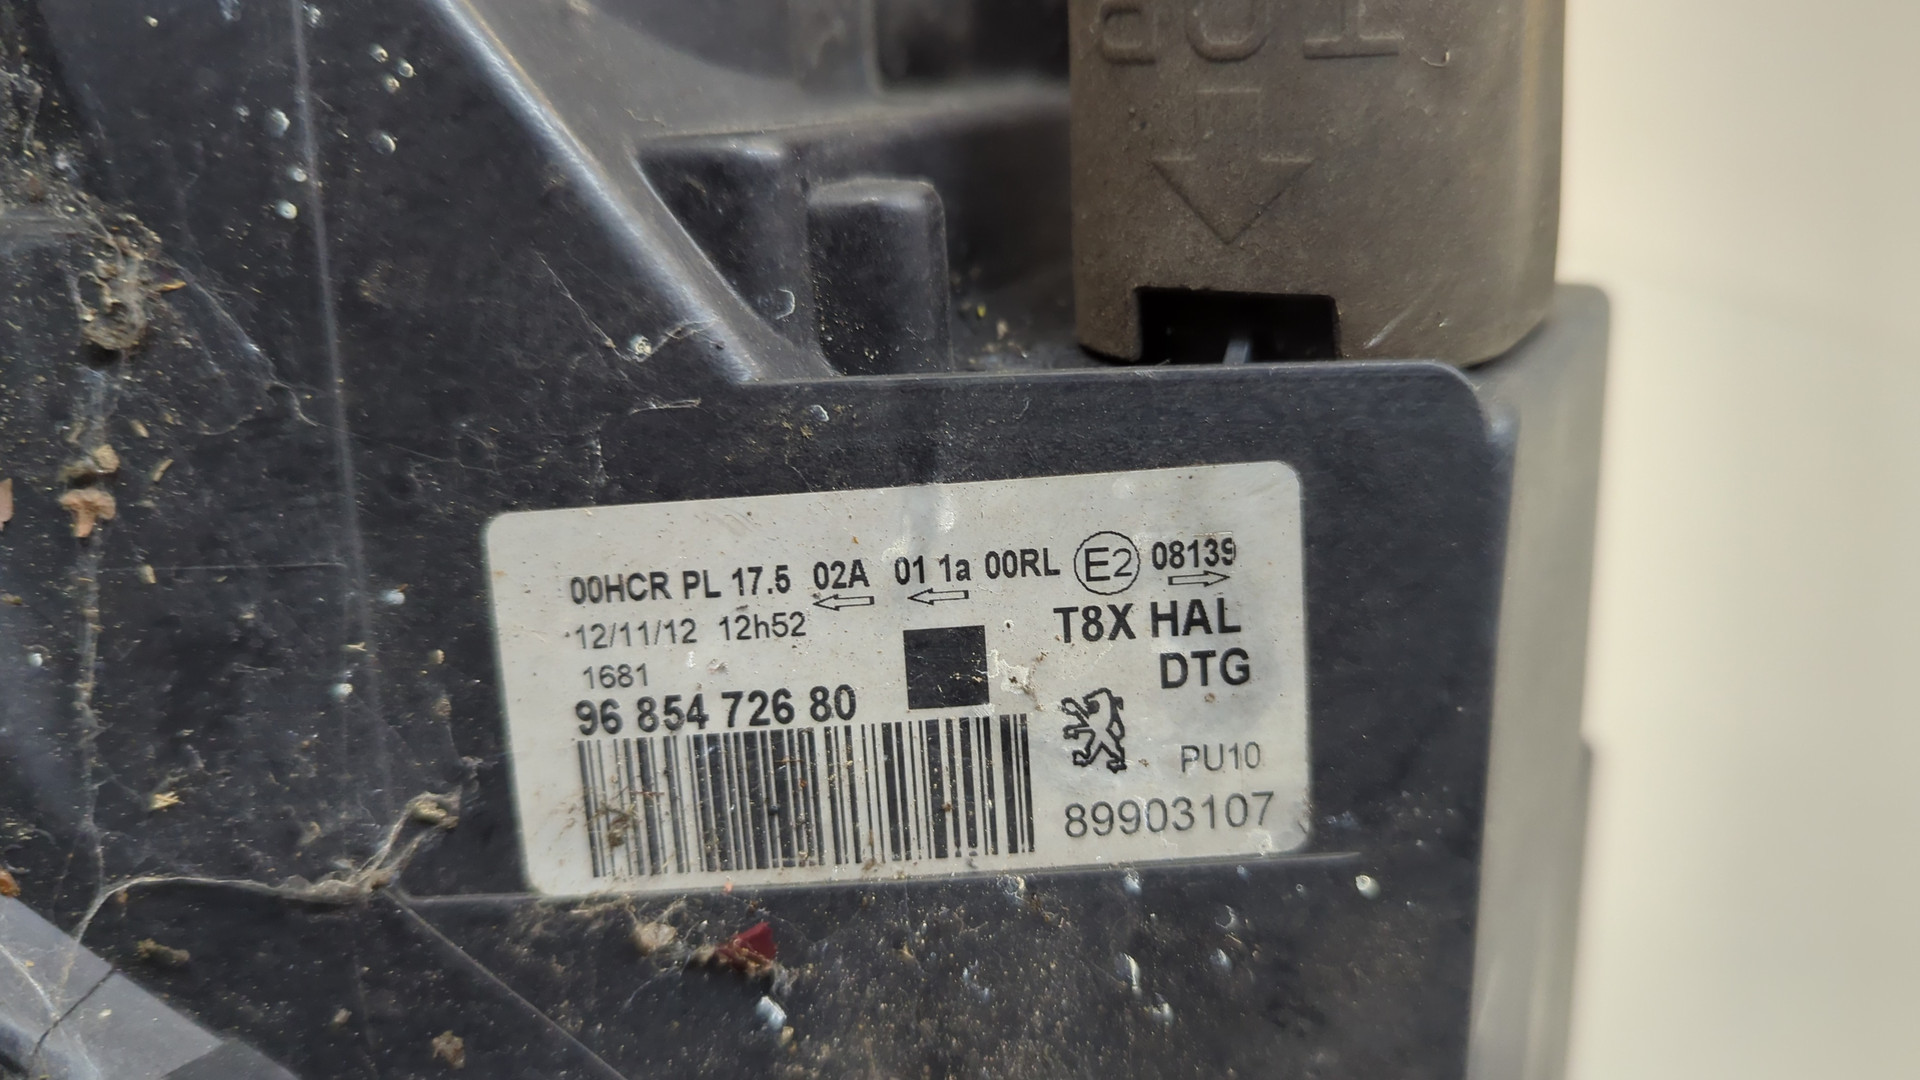 TOP
00HCR PL 17.5 02A 01 1a 00RL E2 08139
12/11/12 12h52
T8X HAL
1681
DTG
96 854 726 80
PU10
89903107